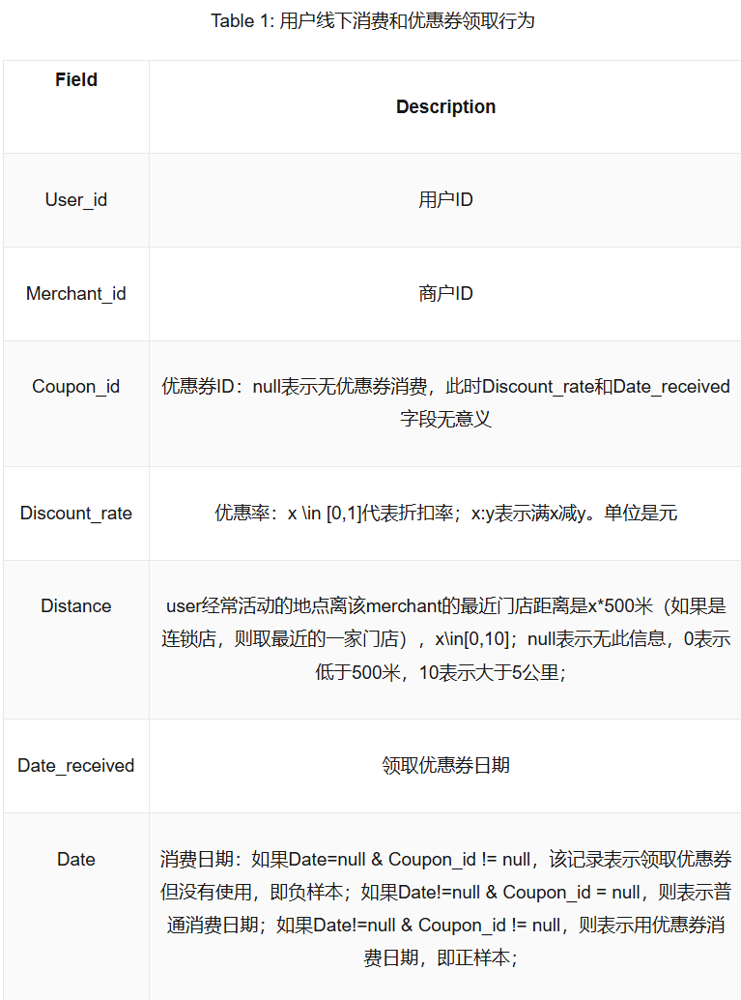 Table 1: 用户线下消费和优惠券领取行为
Field
Description
User_id
用户ID
Merchant_id
商户ID
Coupon_id
优惠券ID：null表示无优惠券消费，此时Discount_rate和Date_received
字段无意义
Discount_rate
优惠率：x \in [0,1]代表折扣率；x:y表示满x减y。单位是元
Distance
user经常活动的地点离该merchant的最近门店距离是x*500米（如果是
连锁店，则取最近的一家门店），x\in[0,10]；null表示无此信息，0表示
低于500米，10表示大于5公里；
Date_received
领取优惠券日期
Date
消费日期：如果Date=null & Coupon_id != null，该记录表示领取优惠券
但没有使用，即负样本；如果Date!=null & Coupon_id = null，则表示普
通消费日期；如果Date!=null & Coupon_id != null，则表示用优惠券消
费日期，即正样本；